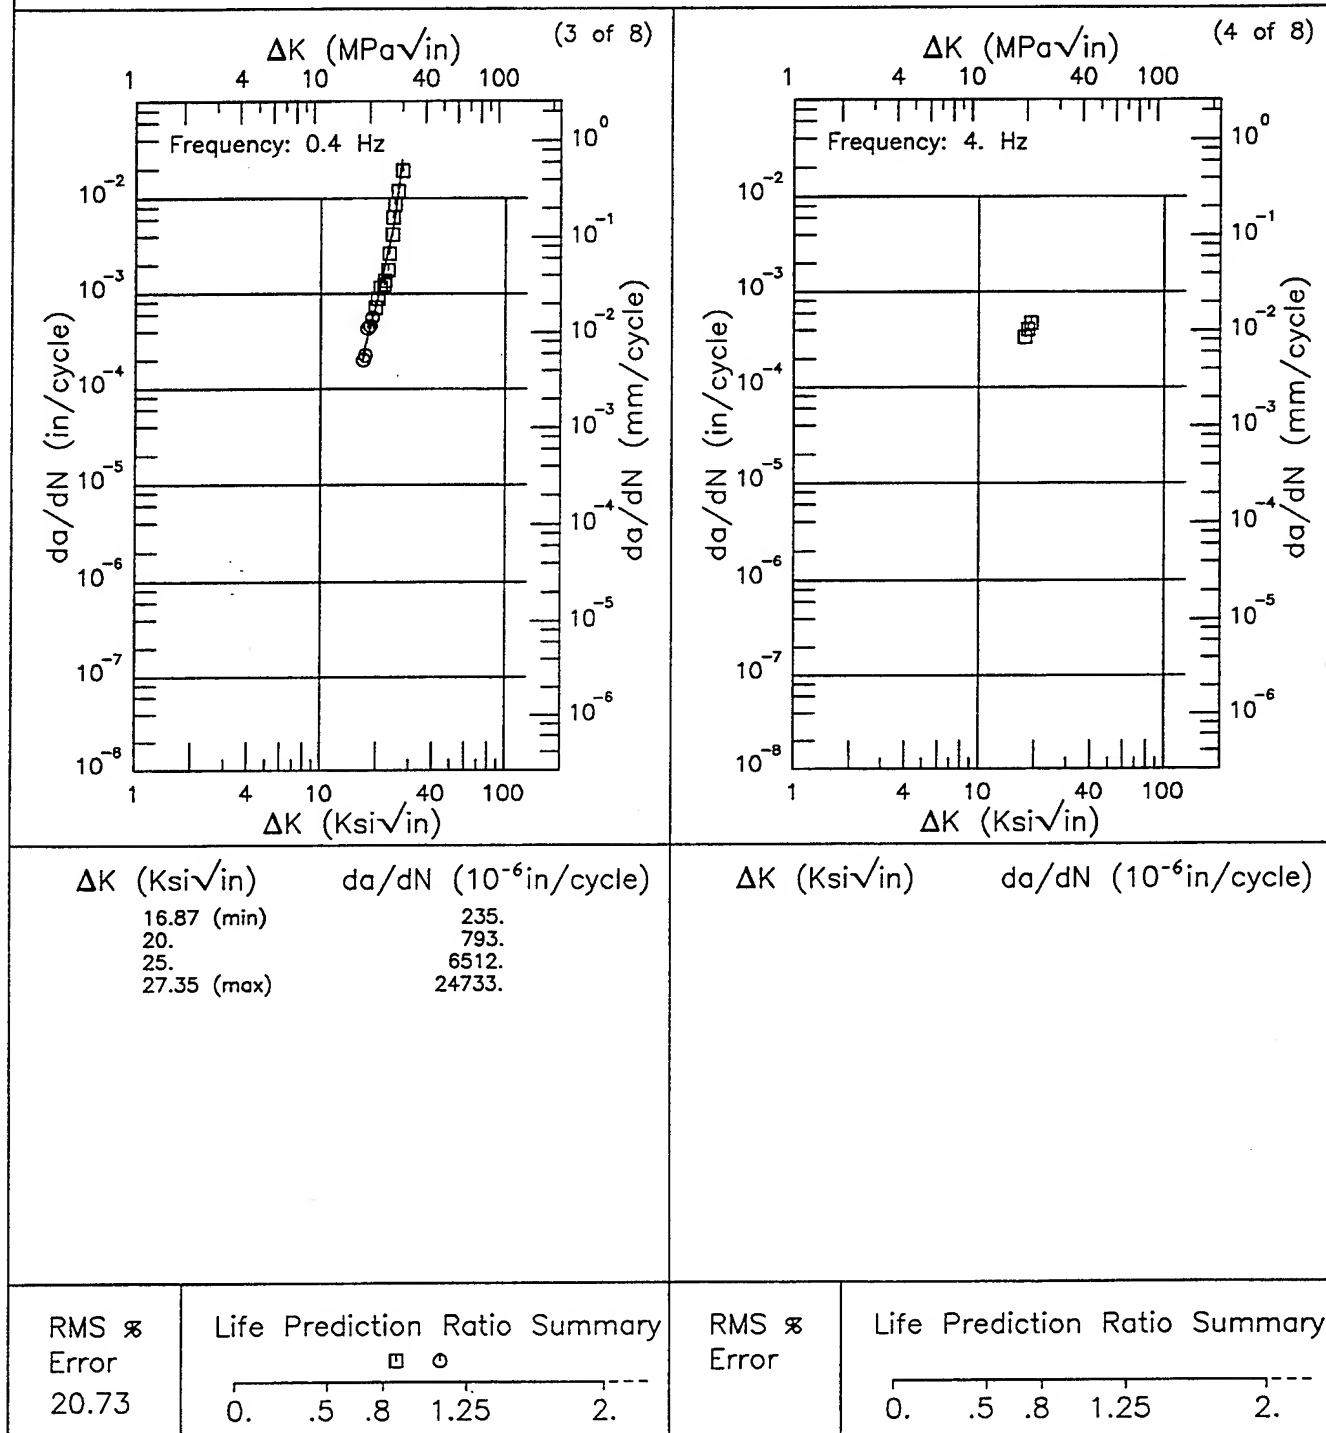 (3 of 8)
ΔK (MPa√in)
1 4 10 40 100
Frequency: 0.4 Hz
10⁰
10⁻²
10⁻¹
10⁻³
10⁻²
10⁻⁴
10⁻³
10⁻⁵
10⁻⁴
10⁻⁶
10⁻⁵
10⁻⁷
10⁻⁶
10⁻⁸
da/dN (in/cycle)
da/dN (mm/cycle)
1 4 10 40 100
ΔK (Ksi√in)
(4 of 8)
ΔK (MPa√in)
1 4 10 40 100
Frequency: 4. Hz
10⁰
10⁻²
10⁻¹
10⁻³
10⁻²
10⁻⁴
10⁻³
10⁻⁵
10⁻⁴
10⁻⁶
10⁻⁵
10⁻⁷
10⁻⁶
10⁻⁸
da/dN (in/cycle)
da/dN (mm/cycle)
1 4 10 40 100
ΔK (Ksi√in)
ΔK (Ksi√in) da/dN (10⁻⁶in/cycle)
16.87 (min) 235.
20. 793.
25. 6512.
27.35 (max) 24733.
ΔK (Ksi√in) da/dN (10⁻⁶in/cycle)
RMS %
Error
20.73
Life Prediction Ratio Summary
0. .5 .8 1.25 2.
RMS %
Error
Life Prediction Ratio Summary
0. .5 .8 1.25 2.